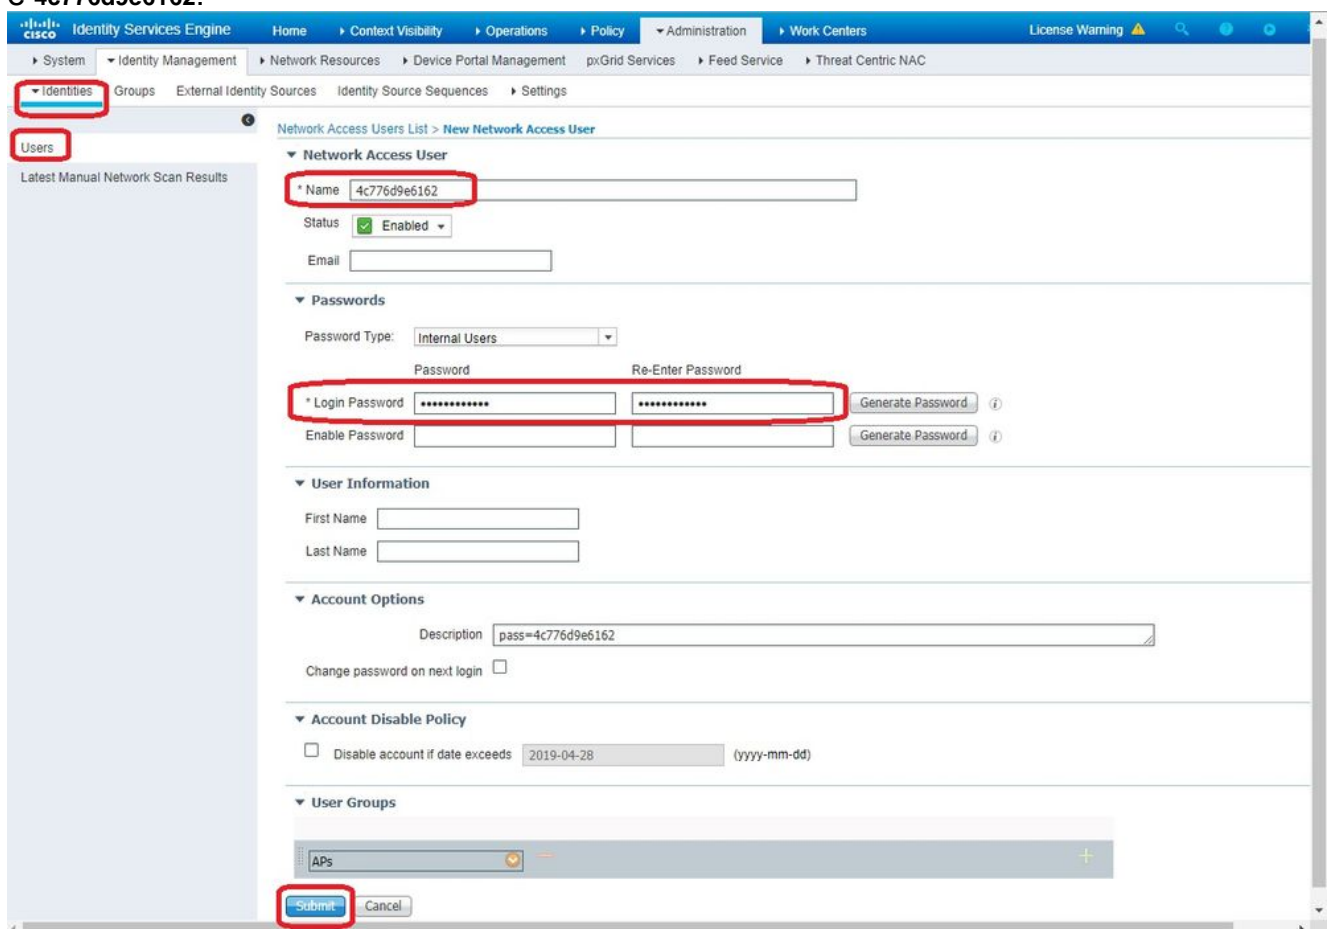 G 4c776d9e6162:
cisco Identity Services Engine Home Context Visibility Operations Policy Administration Work Centers License Warning
System Identity Management Network Resources Device Portal Management pxGrid Services Feed Service Threat Centric NAC
Identities Groups External Identity Sources Identity Source Sequences Settings
Users
Latest Manual Network Scan Results
Network Access Users List > New Network Access User
Network Access User
* Name 4c776d9e6162
Status Enabled
Email
Passwords
Password Type: Internal Users
Password Re-Enter Password
* Login Password •••••••••••• •••••••••••• Generate Password i
Enable Password Generate Password i
User Information
First Name
Last Name
Account Options
Description pass=4c776d9e6162
Change password on next login
Account Disable Policy
Disable account if date exceeds 2019-04-28 (yyyy-mm-dd)
User Groups
APs
Submit Cancel